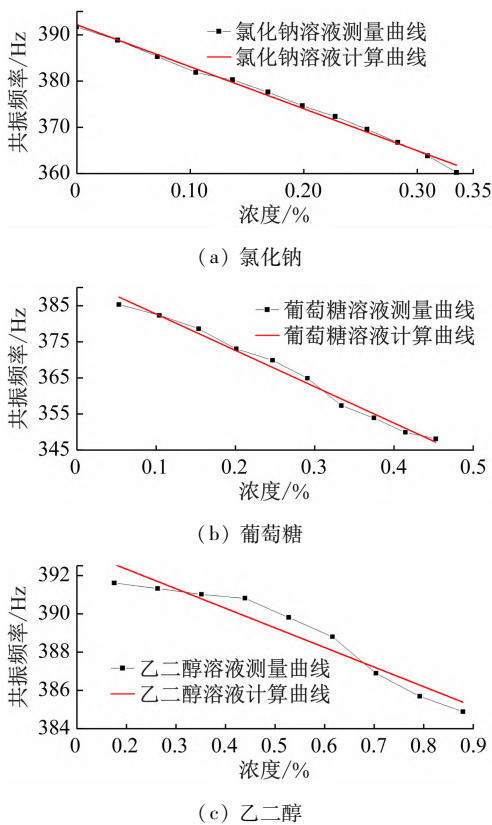 共振频率/Hz
390
380
370
360
氯化钠溶液测量曲线
氯化钠溶液计算曲线
0 0.10 0.20 0.30 0.35
浓度/%
(a) 氯化钠
共振频率/Hz
385
375
365
355
345
葡萄糖溶液测量曲线
葡萄糖溶液计算曲线
0 0.1 0.2 0.3 0.4 0.5
浓度/%
(b) 葡萄糖
共振频率/Hz
392
390
388
386
384
乙二醇溶液测量曲线
乙二醇溶液计算曲线
0 0.2 0.3 0.4 0.5 0.6 0.7 0.8 0.9
浓度/%
(c) 乙二醇